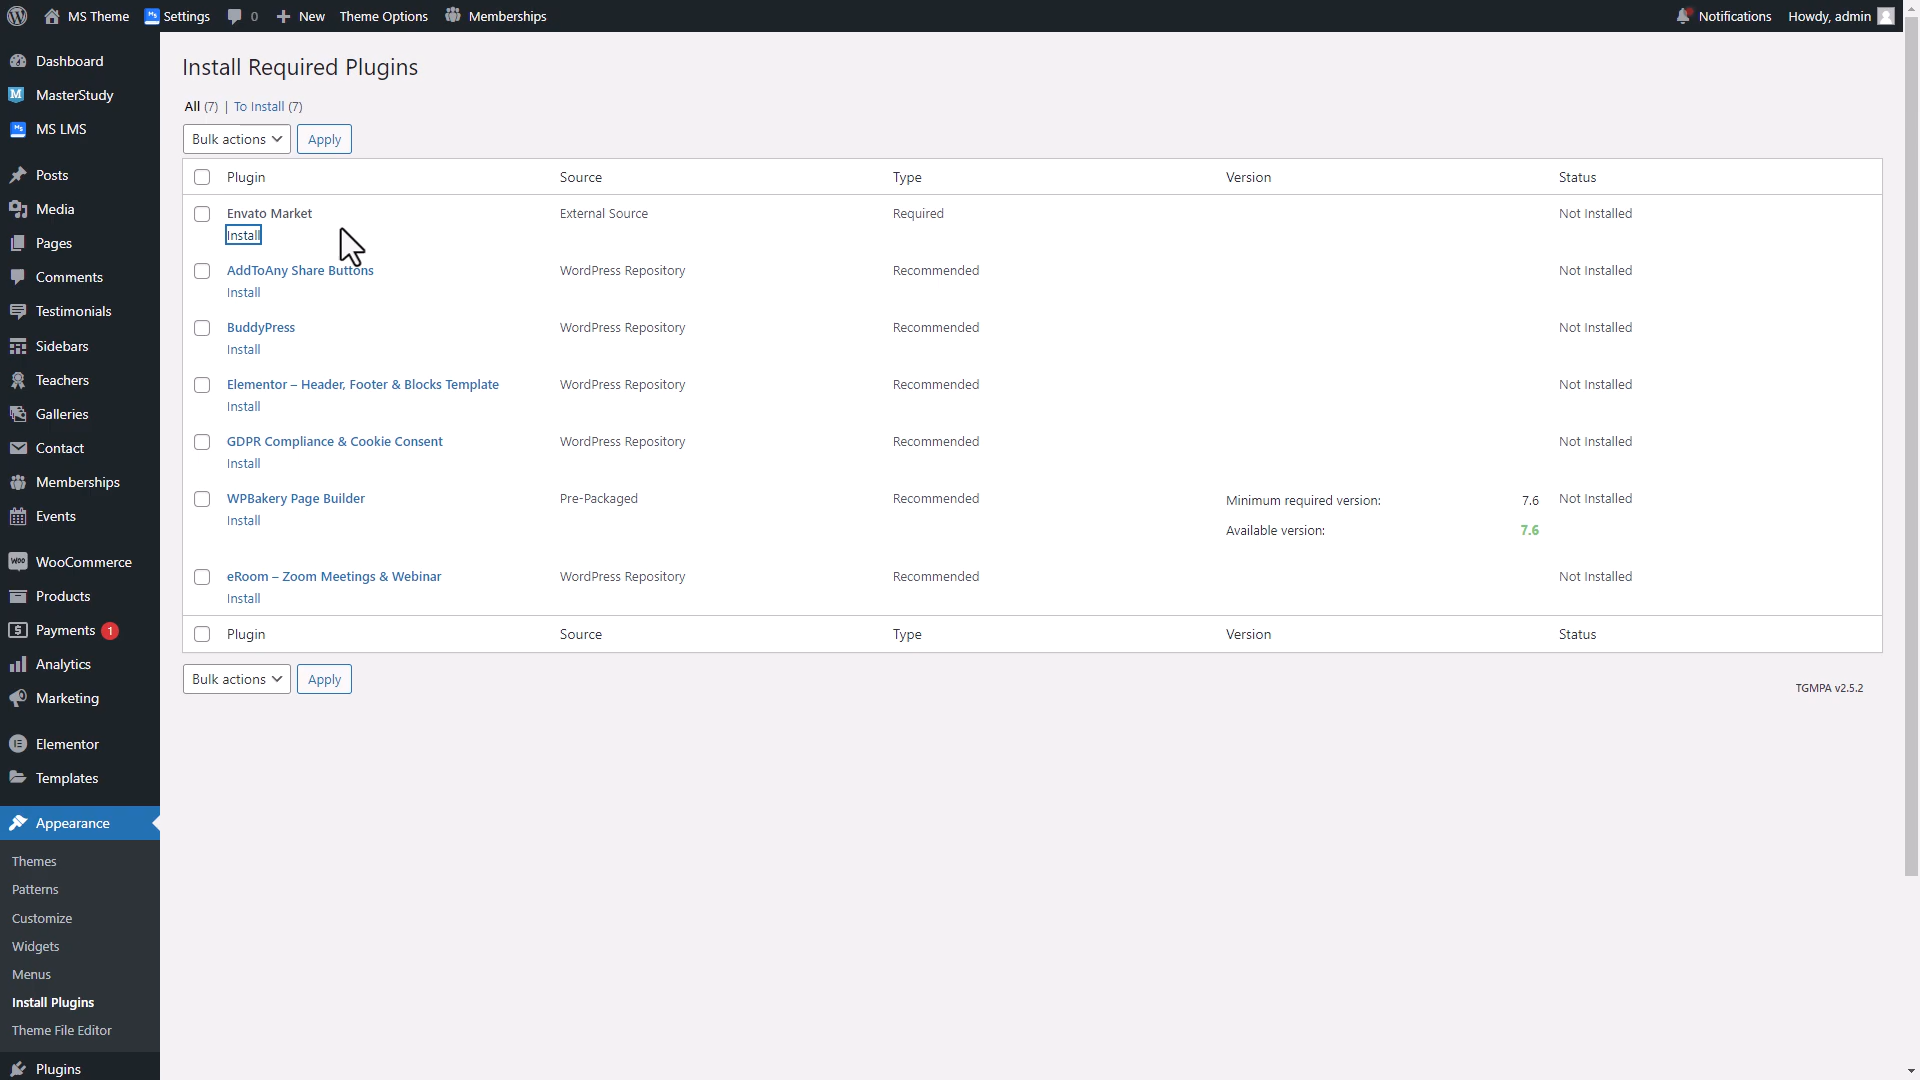 MS Theme Settings 0 New Theme Options Memberships Notifications Howdy, admin
Dashboard
MasterStudy
MS LMS
Posts
Media
Pages
Comments
Testimonials
Sidebars
Teachers
Galleries
Contact
Memberships
Events
WooCommerce
Products
Payments 1
Analytics
Marketing
Elementor
Templates
Appearance
Themes
Patterns
Customize
Widgets
Menus
Install Plugins
Theme File Editor
Plugins
Install Required Plugins
All (7) | To Install (7)
Bulk actions Apply
Plugin Source Type Version Status
Envato Market External Source Required Not Installed
Install
AddToAny Share Buttons WordPress Repository Recommended Not Installed
Install
BuddyPress WordPress Repository Recommended Not Installed
Install
Elementor – Header, Footer & Blocks Template WordPress Repository Recommended Not Installed
Install
GDPR Compliance & Cookie Consent WordPress Repository Recommended Not Installed
Install
WPBakery Page Builder Pre-Packaged Recommended Minimum required version: 7.6 Not Installed
Install
Available version: 7.6
eRoom – Zoom Meetings & Webinar WordPress Repository Recommended Not Installed
Install
Plugin Source Type Version Status
Bulk actions Apply
TGMPA v2.5.2